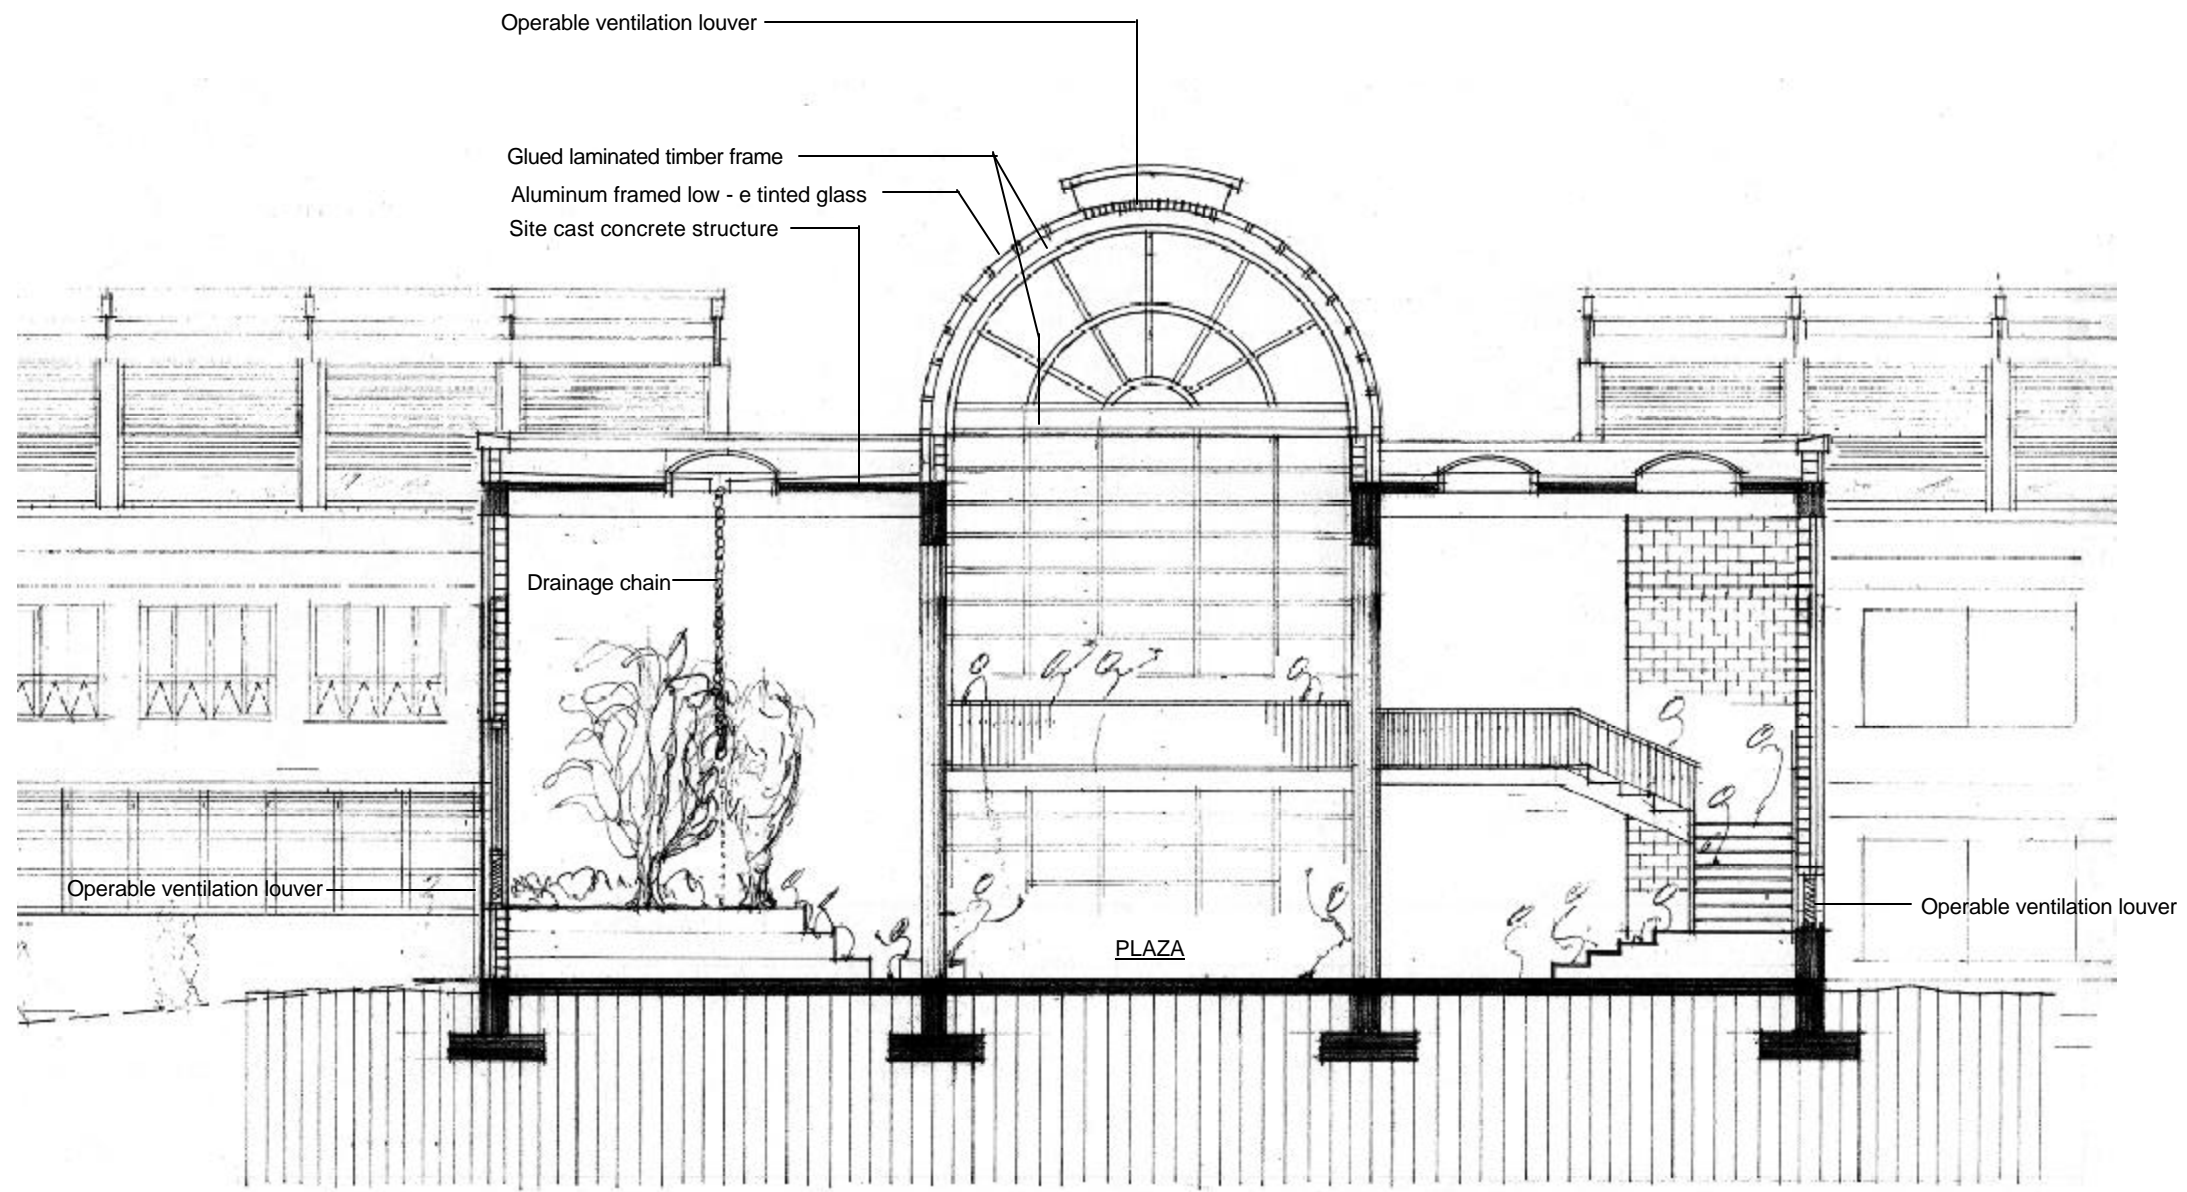 Operable ventilation louver
Glued laminated timber frame
Aluminum framed low - e tinted glass
Site cast concrete structure
Drainage chain
Operable ventilation louver
Operable ventilation louver
PLAZA